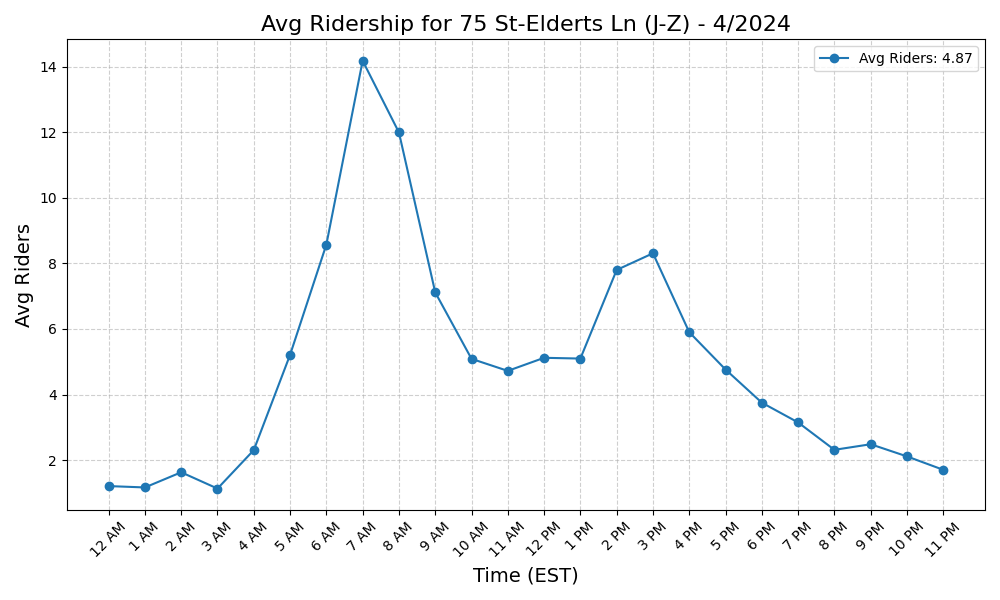 Avg Ridership for 75 St-Elderts Ln (J-Z) - 4/2024
Avg Riders: 4.87
14
12
10
8
6
4
2
Avg Riders
12 AM
1 AM
2 AM
3 AM
4 AM
5 AM
6 AM
7 AM
8 AM
9 AM
10 AM
11 AM
12 PM
1 PM
2 PM
3 PM
4 PM
5 PM
6 PM
7 PM
8 PM
9 PM
10 PM
11 PM
Time (EST)